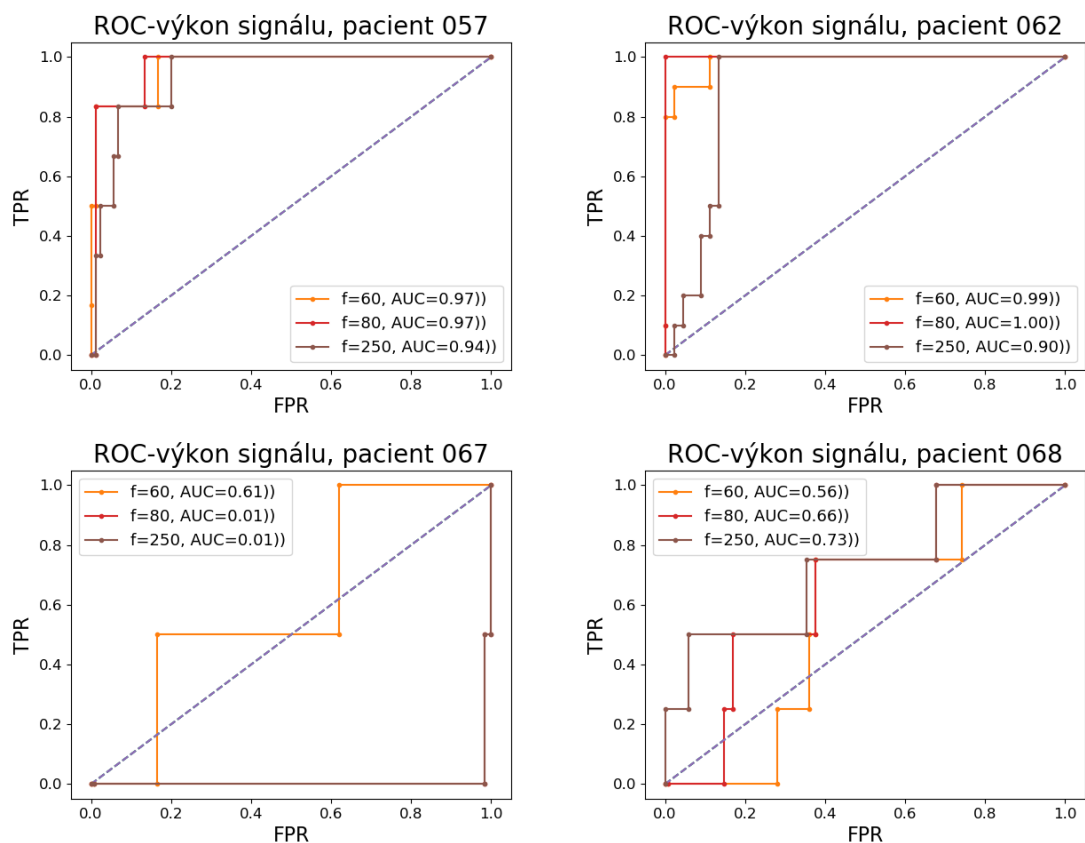 ROC-výkon signálu, pacient 057
1.0
0.8
0.6
0.4
0.2
0.0
TPR
f=60, AUC=0.97))
f=80, AUC=0.97))
f=250, AUC=0.94))
0.0 0.2 0.4 0.6 0.8 1.0
FPR
ROC-výkon signálu, pacient 062
1.0
0.8
0.6
0.4
0.2
0.0
TPR
f=60, AUC=0.99))
f=80, AUC=1.00))
f=250, AUC=0.90))
0.0 0.2 0.4 0.6 0.8 1.0
FPR
ROC-výkon signálu, pacient 067
f=60, AUC=0.61))
f=80, AUC=0.01))
f=250, AUC=0.01))
1.0
0.8
0.6
0.4
0.2
0.0
TPR
0.0 0.2 0.4 0.6 0.8 1.0
FPR
ROC-výkon signálu, pacient 068
f=60, AUC=0.56))
f=80, AUC=0.66))
f=250, AUC=0.73))
1.0
0.8
0.6
0.4
0.2
0.0
TPR
0.0 0.2 0.4 0.6 0.8 1.0
FPR